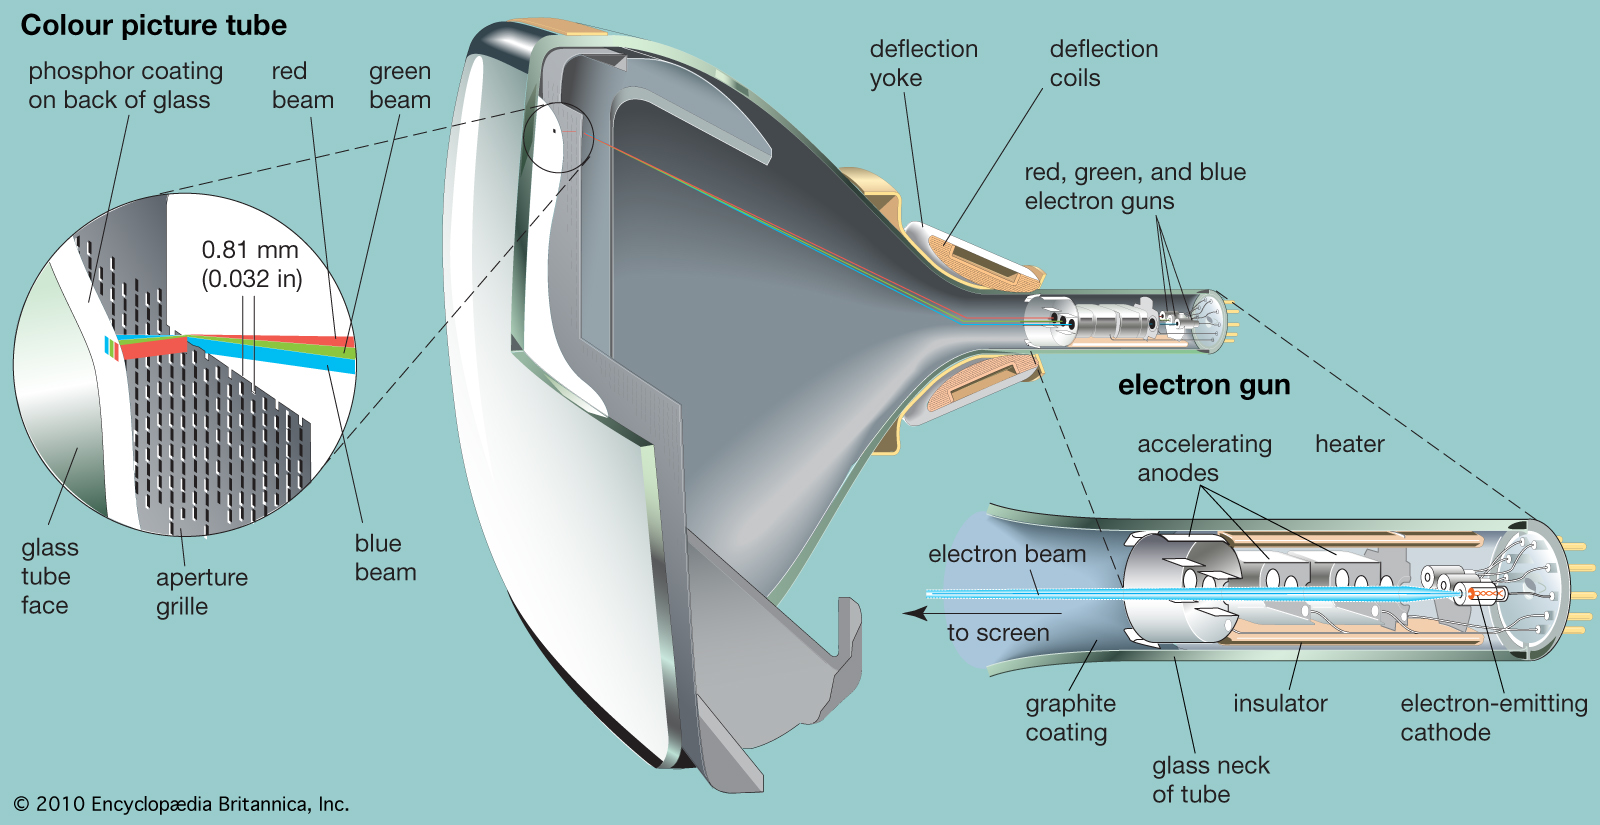 Colour picture tube
phosphor coating
on back of glass
red
beam
green
beam
deflection
yoke
deflection
coils
red, green, and blue
electron guns
0.81 mm
(0.032 in)
glass
tube
face
aperture
grille
blue
beam
electron gun
accelerating
anodes
heater
electron beam
to screen
graphite
coating
insulator
electron-emitting
cathode
glass neck
of tube
© 2010 Encyclopædia Britannica, Inc.